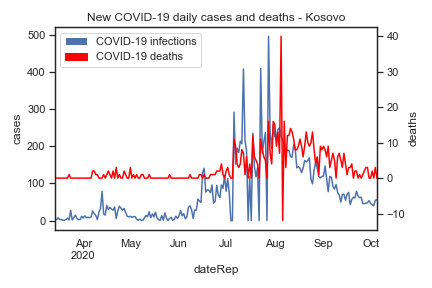 New COVID-19 daily cases and deaths - Kosovo
COVID-19 infections
COVID-19 deaths
500
400
300
200
100
0
cases
40
30
20
10
0
−10
deaths
Apr
2020
May
Jun
Jul
Aug
Sep
Oct
dateRep